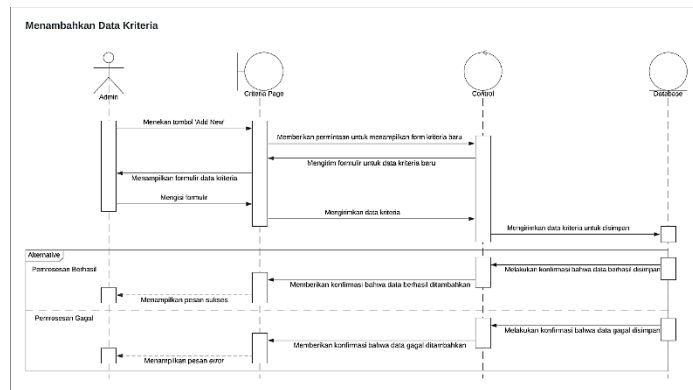 Menambahkan Data Kriteria
Admin
Criteria Page
Control
Database
Menekan tombol 'Add New'
Memberikan permintaan untuk menampilkan form kriteria baru
Mengirim formulir untuk data kriteria baru
Menampilkan formulir data kriteria
Mengisi formulir
Mengirimkan data kriteria
Mengirimkan data kriteria untuk disimpan
Alternative
Pemrosesan Berhasil
Melakukan konfirmasi bahwa data berhasil disimpan
Memberikan konfirmasi bahwa data berhasil ditambahkan
Menampilkan pesan sukses
Pemrosesan Gagal
Melakukan konfirmasi bahwa data gagal disimpan
Memberikan konfirmasi bahwa data gagal ditambahkan
Menampilkan pesan error